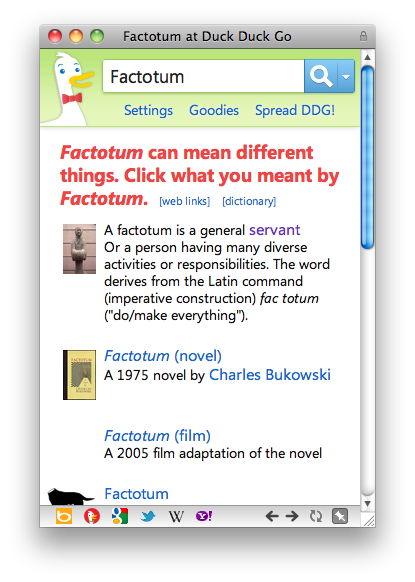 Factotum at Duck Duck Go
Factotum
Settings Goodies Spread DDG!
Factotum can mean different
things. Click what you meant by
Factotum. [web links] [dictionary]
A factotum is a general servant
Or a person having many diverse
activities or responsibilities. The word
derives from the Latin command
(imperative construction) fac totum
("do/make everything").
Factotum (novel)
A 1975 novel by Charles Bukowski
Factotum (film)
A 2005 film adaptation of the novel
Factotum
b g W Y!